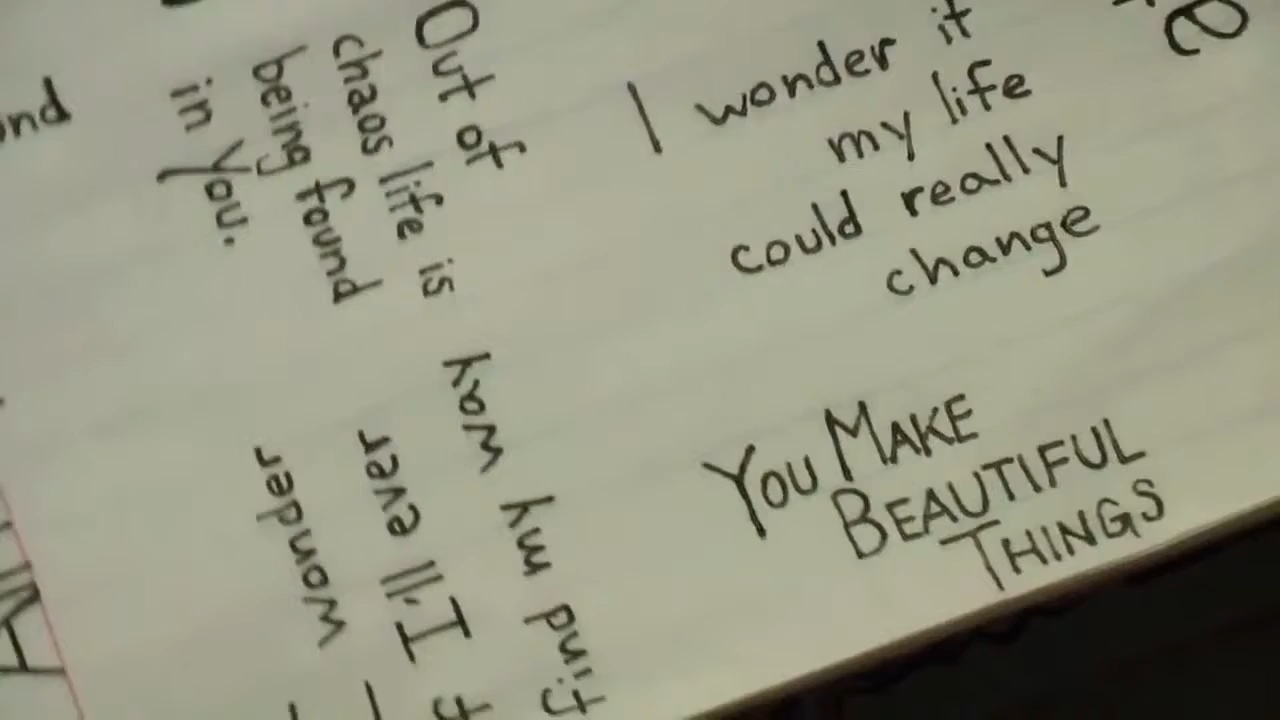 I wonder if
my life
could really
change
YOU MAKE
BEAUTIFUL
THINGS
Out of
chaos life is
being found
in You.
wonder
I'll ever
find my way